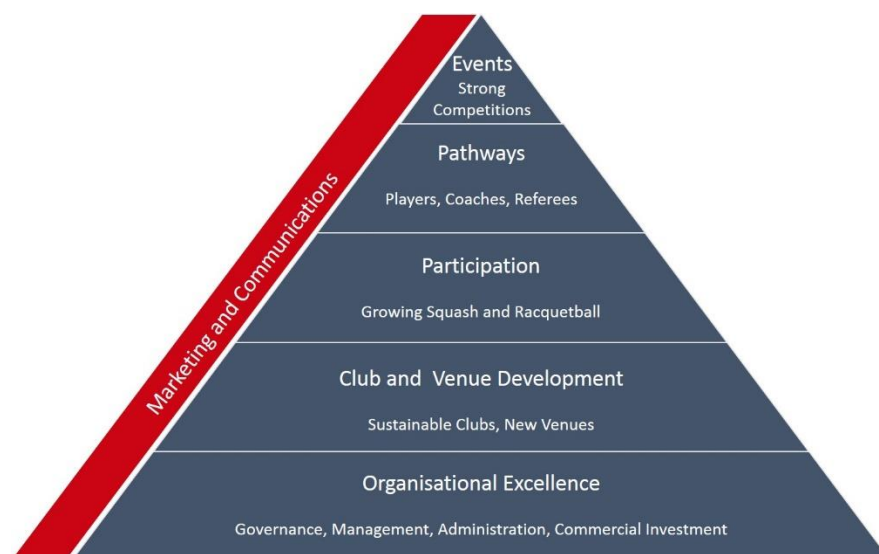 Events
Strong
Competitions
Pathways
Players, Coaches, Referees
Participation
Growing Squash and Racquetball
Club and  Venue Development
Sustainable Clubs, New Venues
Organisational Excellence
Governance, Management, Administration, Commercial Investment
Marketing and Communications